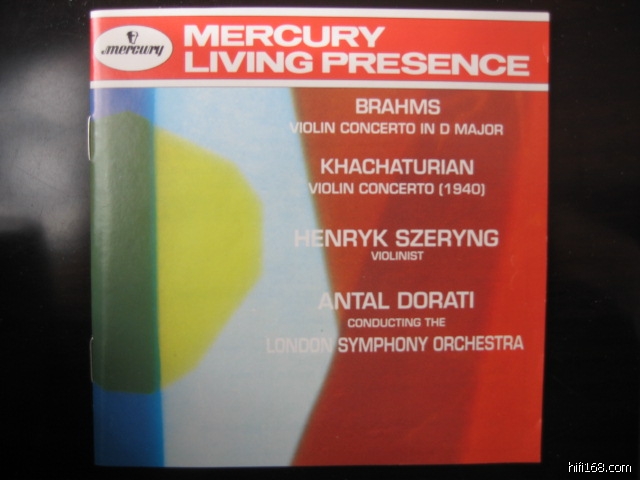 mercury
MERCURY
LIVING PRESENCE
BRAHMS
VIOLIN CONCERTO IN D MAJOR
KHACHATURIAN
VIOLIN CONCERTO (1940)
HENRYK SZERYNG
VIOLINIST
ANTAL DORATI
CONDUCTING THE
LONDON SYMPHONY ORCHESTRA
hifi168.com